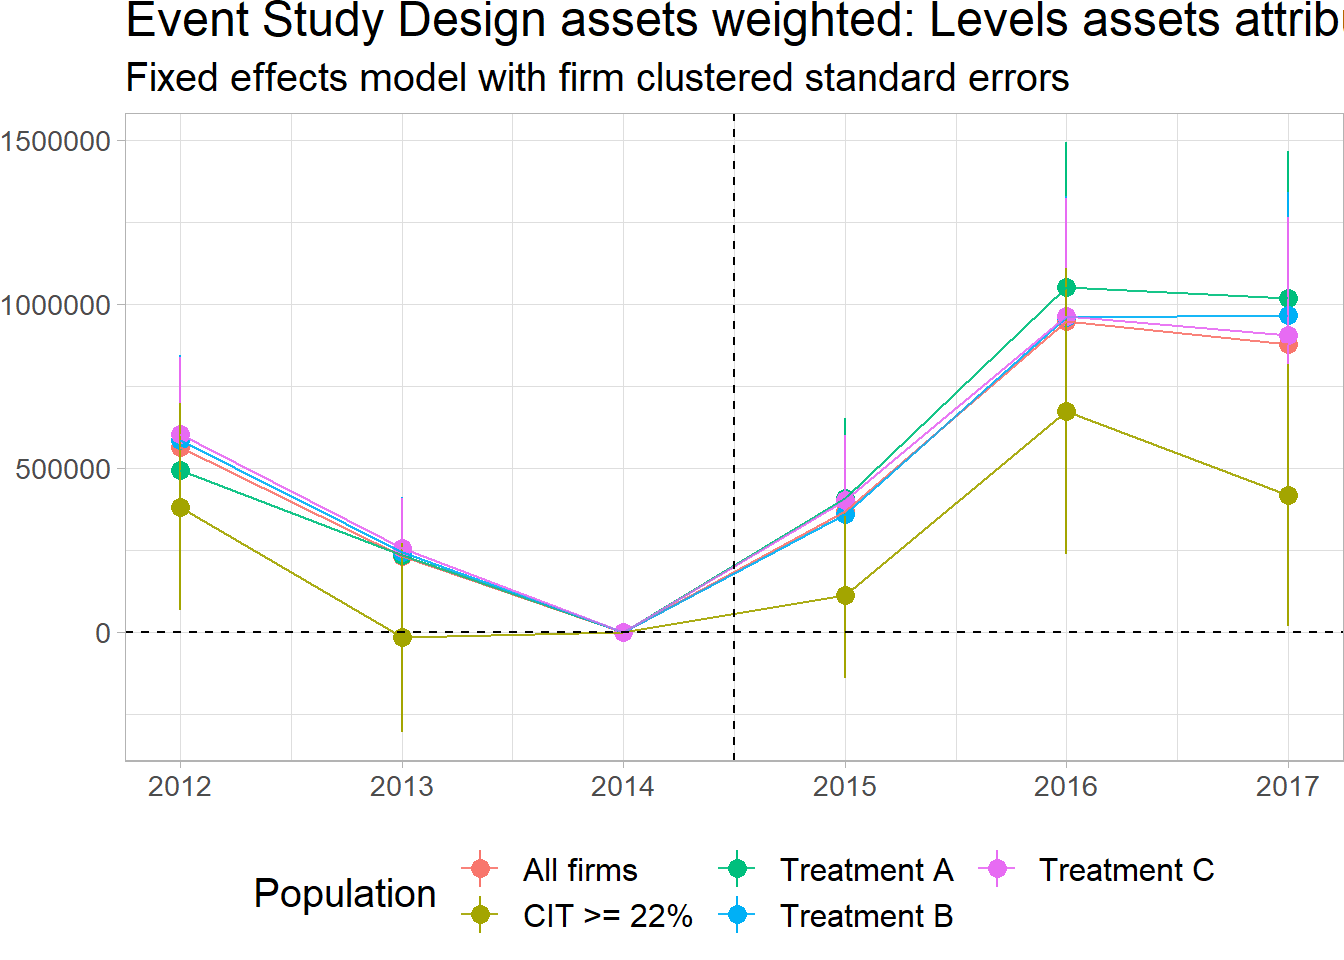 Event Study Design assets weighted: Levels assets
Fixed effects model with firm clustered standard errors
1500000
1000000
500000
0
2012 2013 2014 2015 2016 2017
Population
All firms Treatment A Treatment C
CIT >= 22% Treatment B